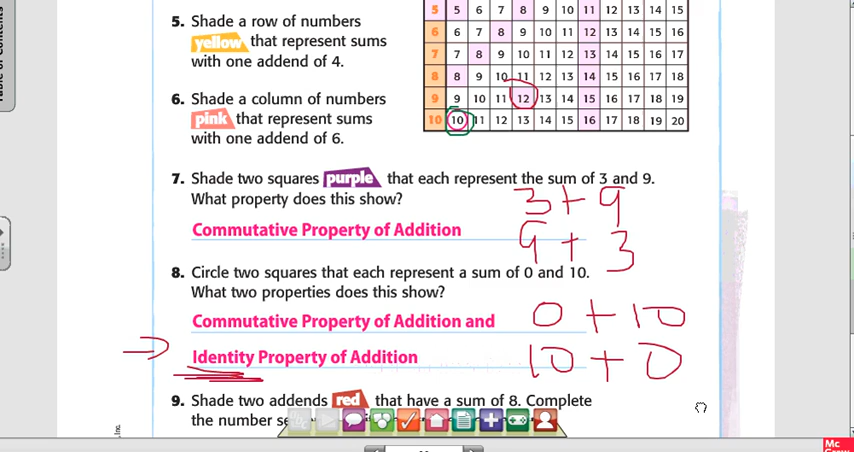 Table of Contents
5. Shade a row of numbers
yellow that represent sums
with one addend of 4.
6. Shade a column of numbers
pink that represent sums
with one addend of 6.
5 5 6 7 8 9 10 11 12 13 14 15
6 6 7 8 9 10 11 12 13 14 15 16
7 7 8 9 10 11 12 13 14 15 16 17
8 8 9 10 11 12 13 14 15 16 17 18
9 9 10 11 12 13 14 15 16 17 18 19
10 10 11 12 13 14 15 16 17 18 19 20
7. Shade two squares purple that each represent the sum of 3 and 9.
What property does this show?
3 + 9
Commutative Property of Addition
9 + 3
8. Circle two squares that each represent a sum of 0 and 10.
What two properties does this show?
Commutative Property of Addition and
0 + 10
Identity Property of Addition
10 + 0
9. Shade two addends red that have a sum of 8. Complete
the number se
Inc.
Mc